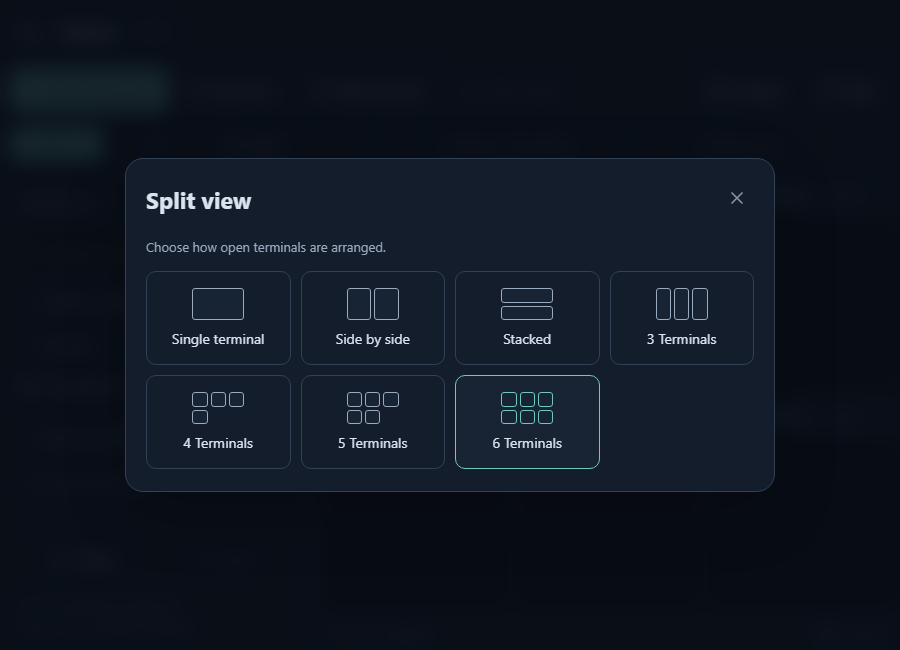 Split view
Choose how open terminals are arranged.
Single terminal
Side by side
Stacked
3 Terminals
4 Terminals
5 Terminals
6 Terminals